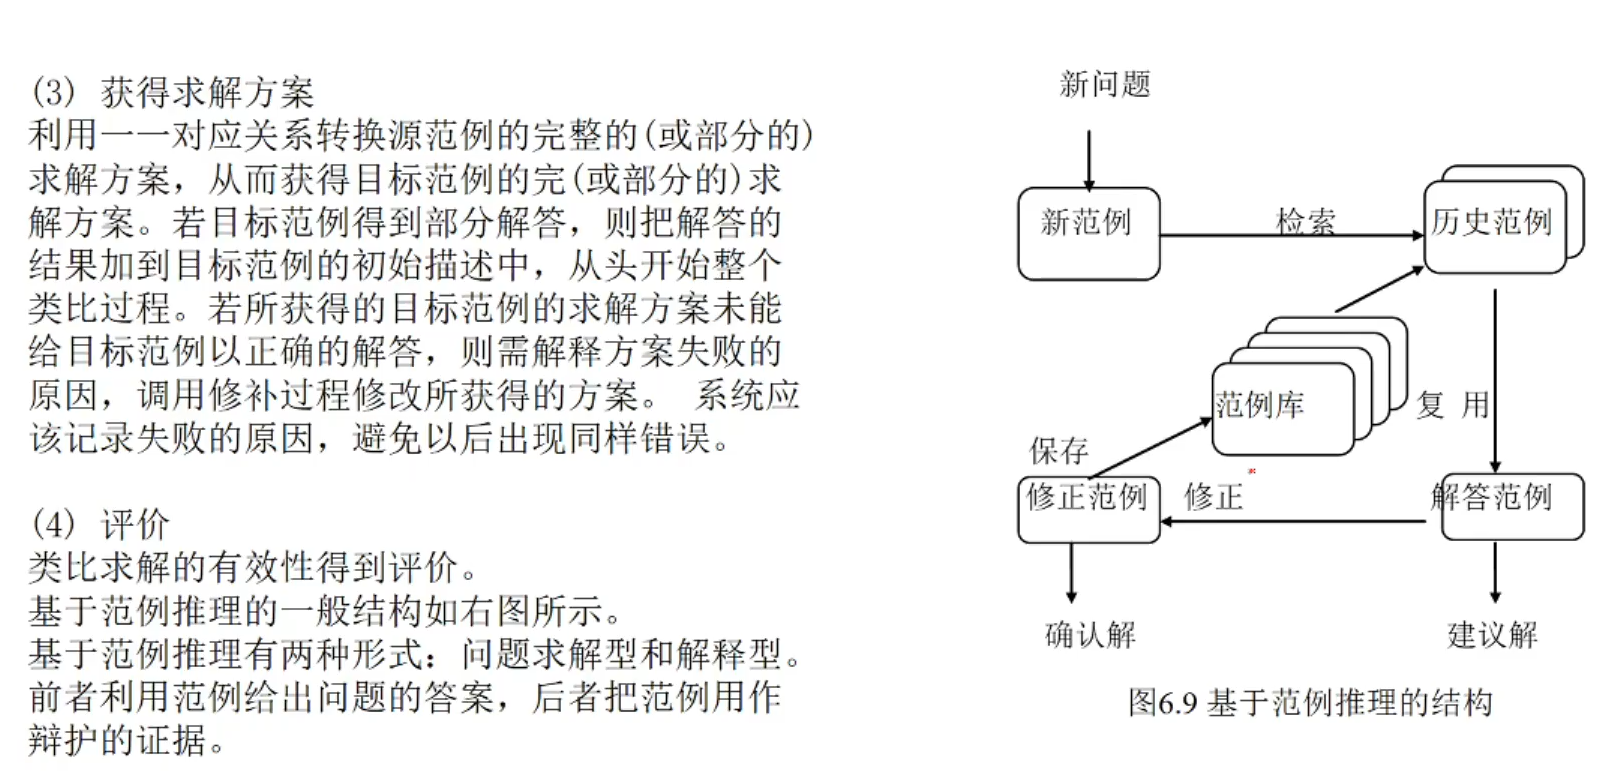 (3) 获得求解方案
利用一一对应关系转换源范例的完整的(或部分的)
求解方案，从而获得目标范例的完(或部分的)求
解方案。若目标范例得到部分解答，则把解答的
结果加到目标范例的初始描述中，从头开始整个
类比过程。若所获得的目标范例的求解方案未能
给目标范例以正确的解答，则需解释方案失败的
原因，调用修补过程修改所获得的方案。 系统应
该记录失败的原因，避免以后出现同样错误。
(4) 评价
类比求解的有效性得到评价。
基于范例推理的一般结构如右图所示。
基于范例推理有两种形式：问题求解型和解释型。
前者利用范例给出问题的答案，后者把范例用作
辩护的证据。
新问题
新范例
检索
历史范例
范例库
复 用
保存
修正范例
修正
解答范例
确认解
建议解
图6.9 基于范例推理的结构